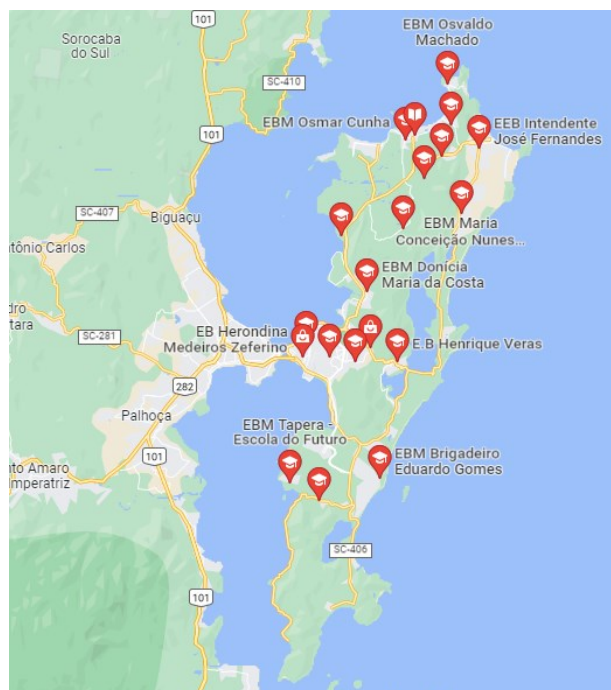 101
EBM Osvaldo
Machado
Sorocaba
do Sul
SC-410
101
EBM Osmar Cunha
EEB Intendente
José Fernandes
SC-407
Biguaçu
EBM Maria
Conceição Nunes...
tônio Carlos
EBM Donícia
Maria da Costa
dro
SC-281
EB Herondina
Medeiros Zeferino
E.B Henrique Veras
282
Palhoça
EBM Tapera -
Escola do Futuro
101
EBM Brigadeiro
Eduardo Gomes
nto Amaro
mperatriz
SC-406
101